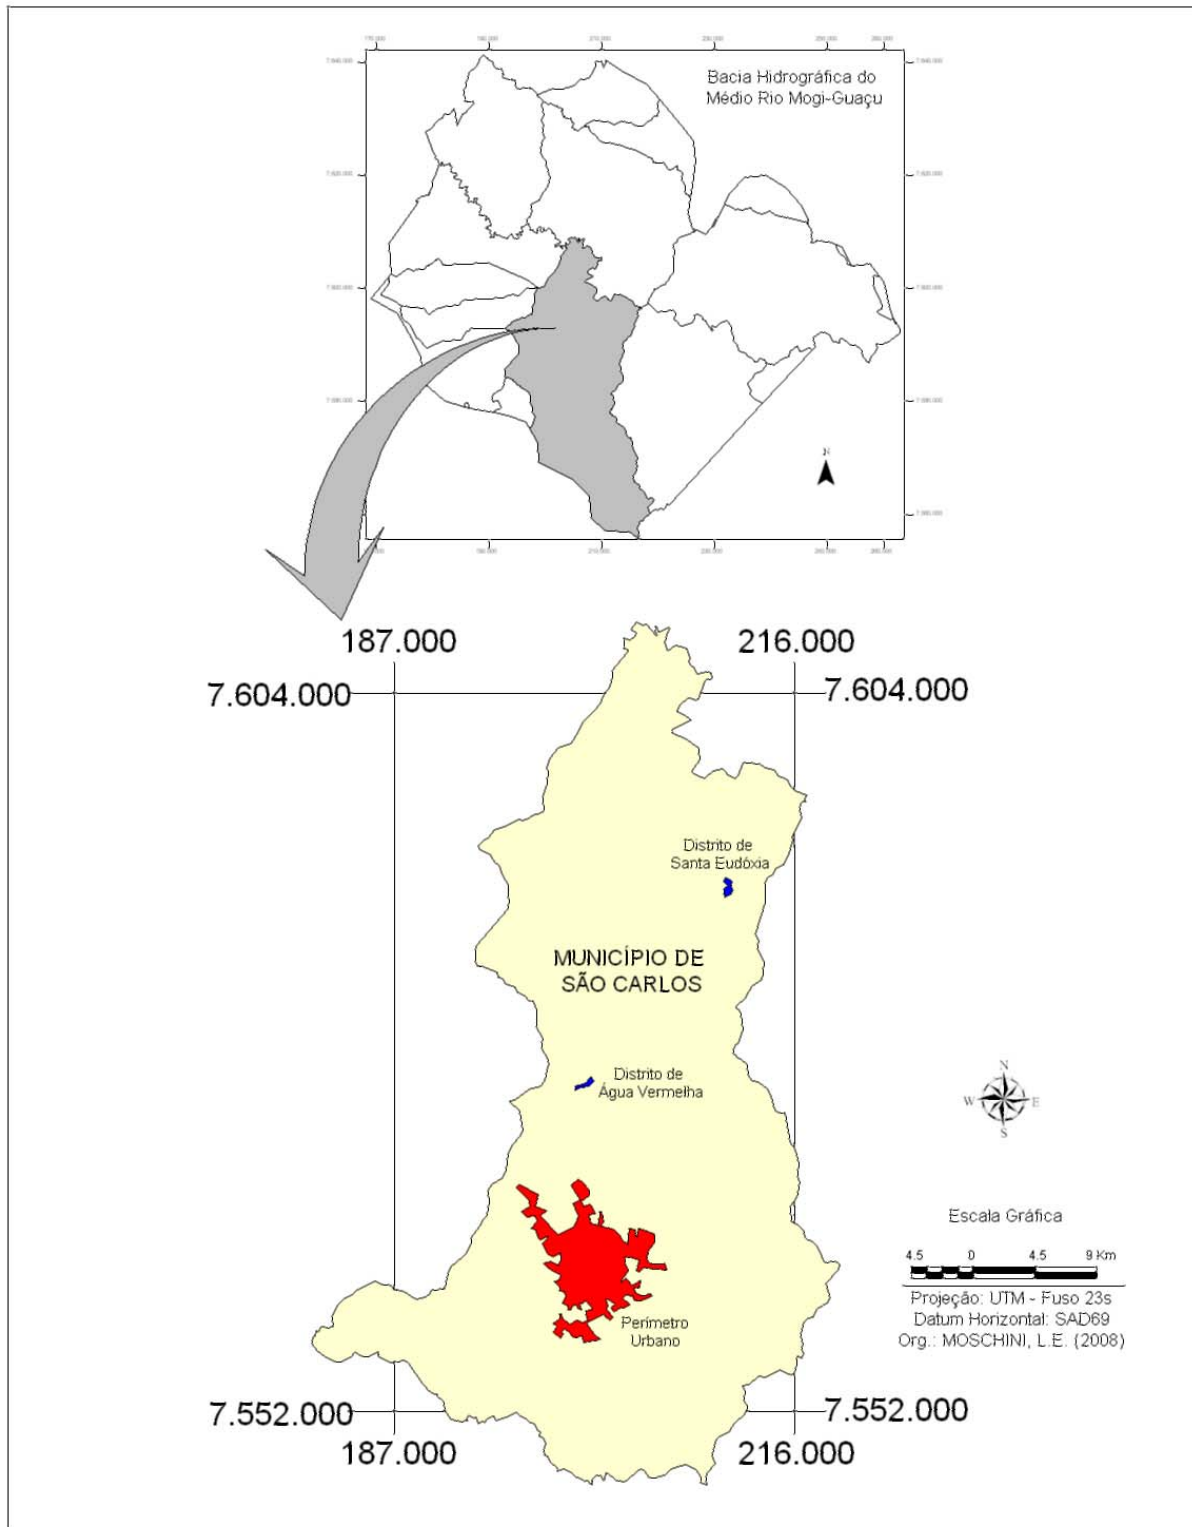 Bacia Hidrográfica do
Médio Rio Mogi-Guaçu
N
187.000
216.000
7.604.000
7.604.000
Distrito de
Santa Eudóxia
MUNICÍPIO DE
SÃO CARLOS
Distrito de
Água Vermelha
N
W
E
S
Escala Gráfica
4.5 0 4.5 9 Km
Projeção: UTM - Fuso 23s
Datum Horizontal: SAD69
Org.: MOSCHINI, L.E. (2008)
Perímetro
Urbano
7.552.000
7.552.000
187.000
216.000